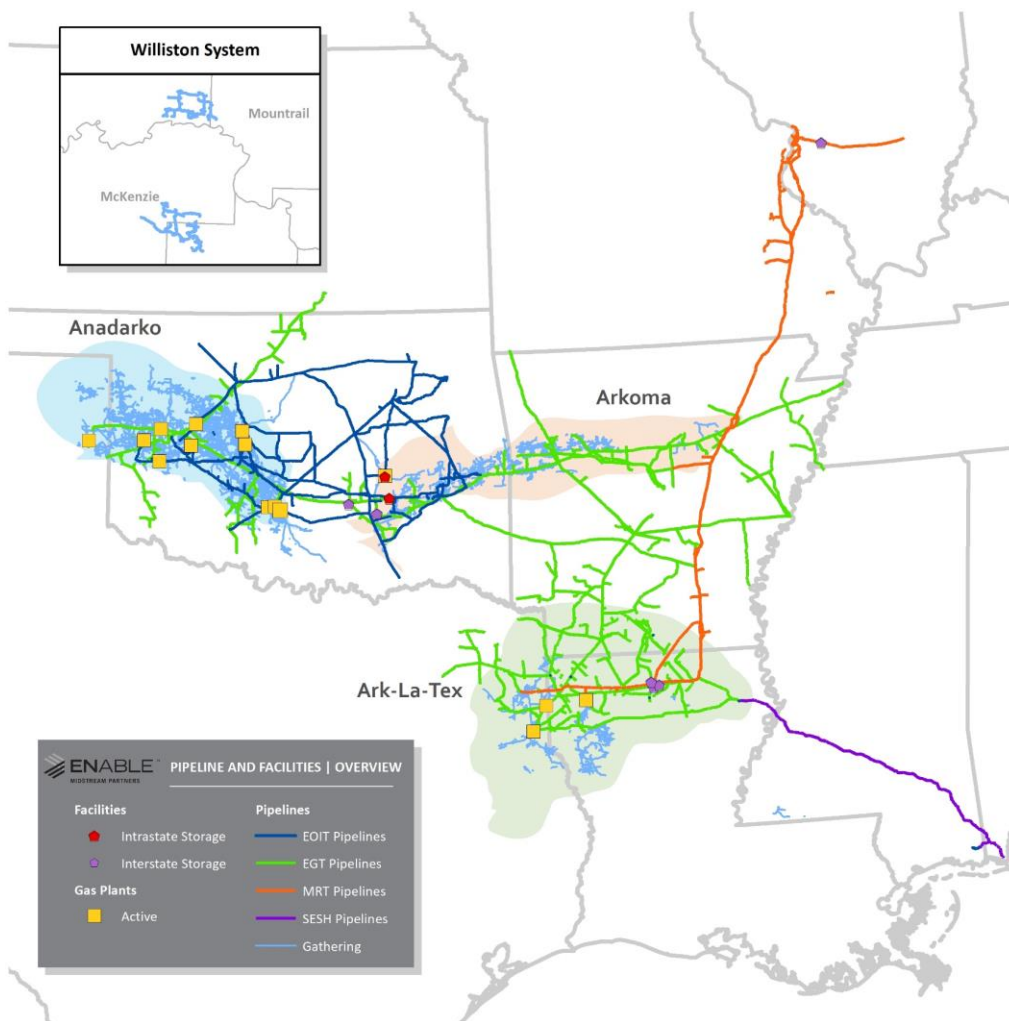 Williston System
Mountrail
McKenzie
Anadarko
Arkoma
Ark-La-Tex
ENABLE
MIDSTREAM PARTNERS
PIPELINE AND FACILITIES | OVERVIEW
Facilities
Intrastate Storage
Interstate Storage
Gas Plants
Active
Pipelines
EOIT Pipelines
EGT Pipelines
MRT Pipelines
SESH Pipelines
Gathering